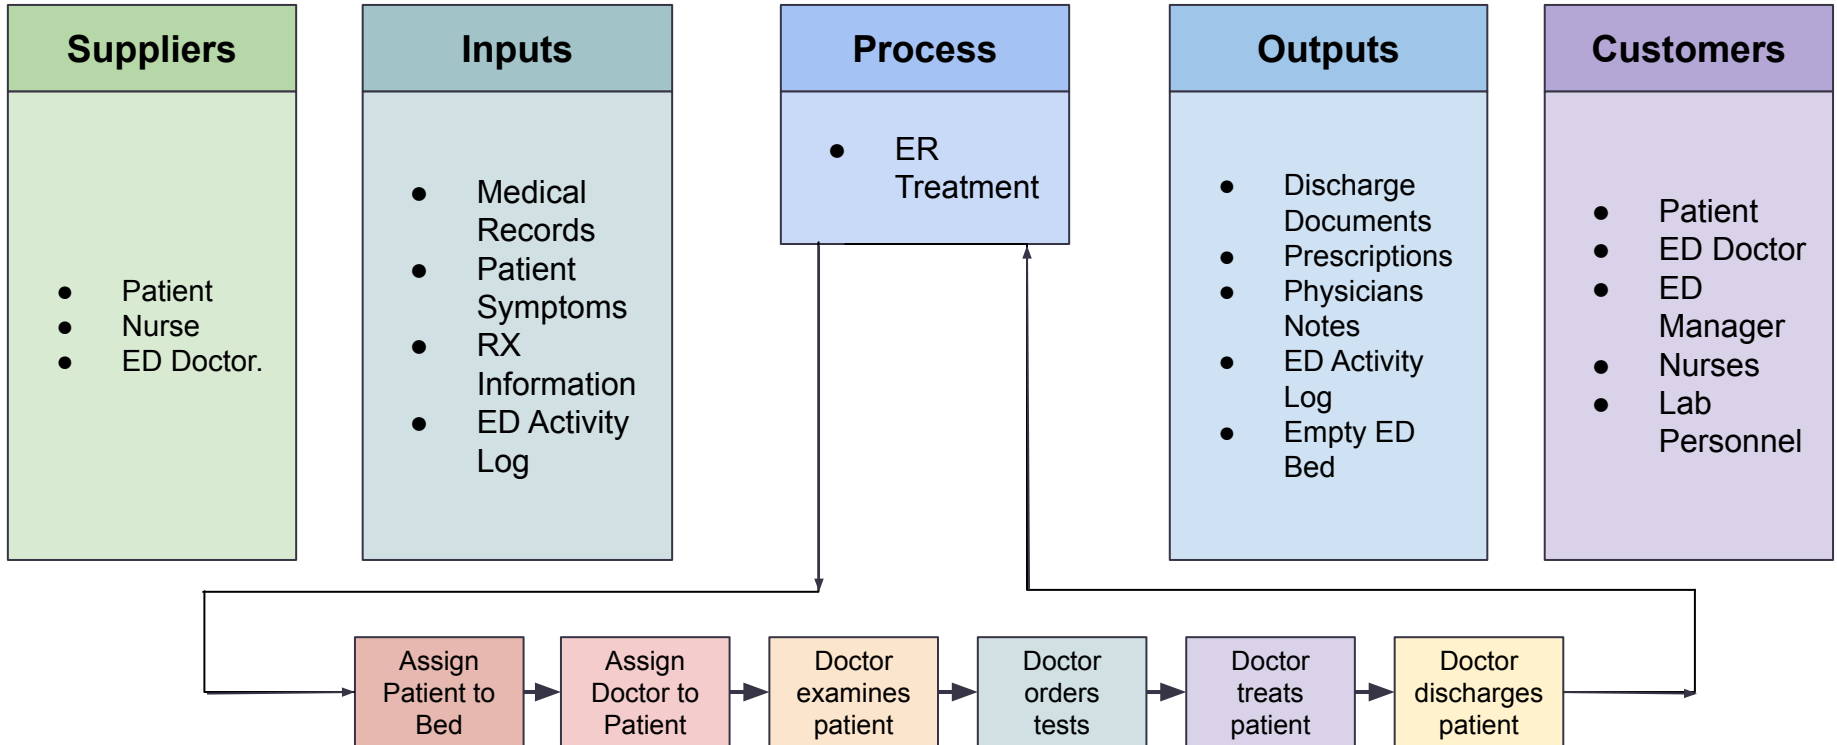 Suppliers
● Patient
● Nurse
● ED Doctor.
Inputs
● Medical
Records
● Patient
Symptoms
● RX
Information
● ED Activity
Log
Process
● ER
Treatment
Outputs
● Discharge
Documents
● Prescriptions
● Physicians
Notes
● ED Activity
Log
● Empty ED
Bed
Customers
● Patient
● ED Doctor
● ED
Manager
● Nurses
● Lab
Personnel
Assign
Patient to
Bed
Assign
Doctor to
Patient
Doctor
examines
patient
Doctor
orders
tests
Doctor
treats
patient
Doctor
discharges
patient